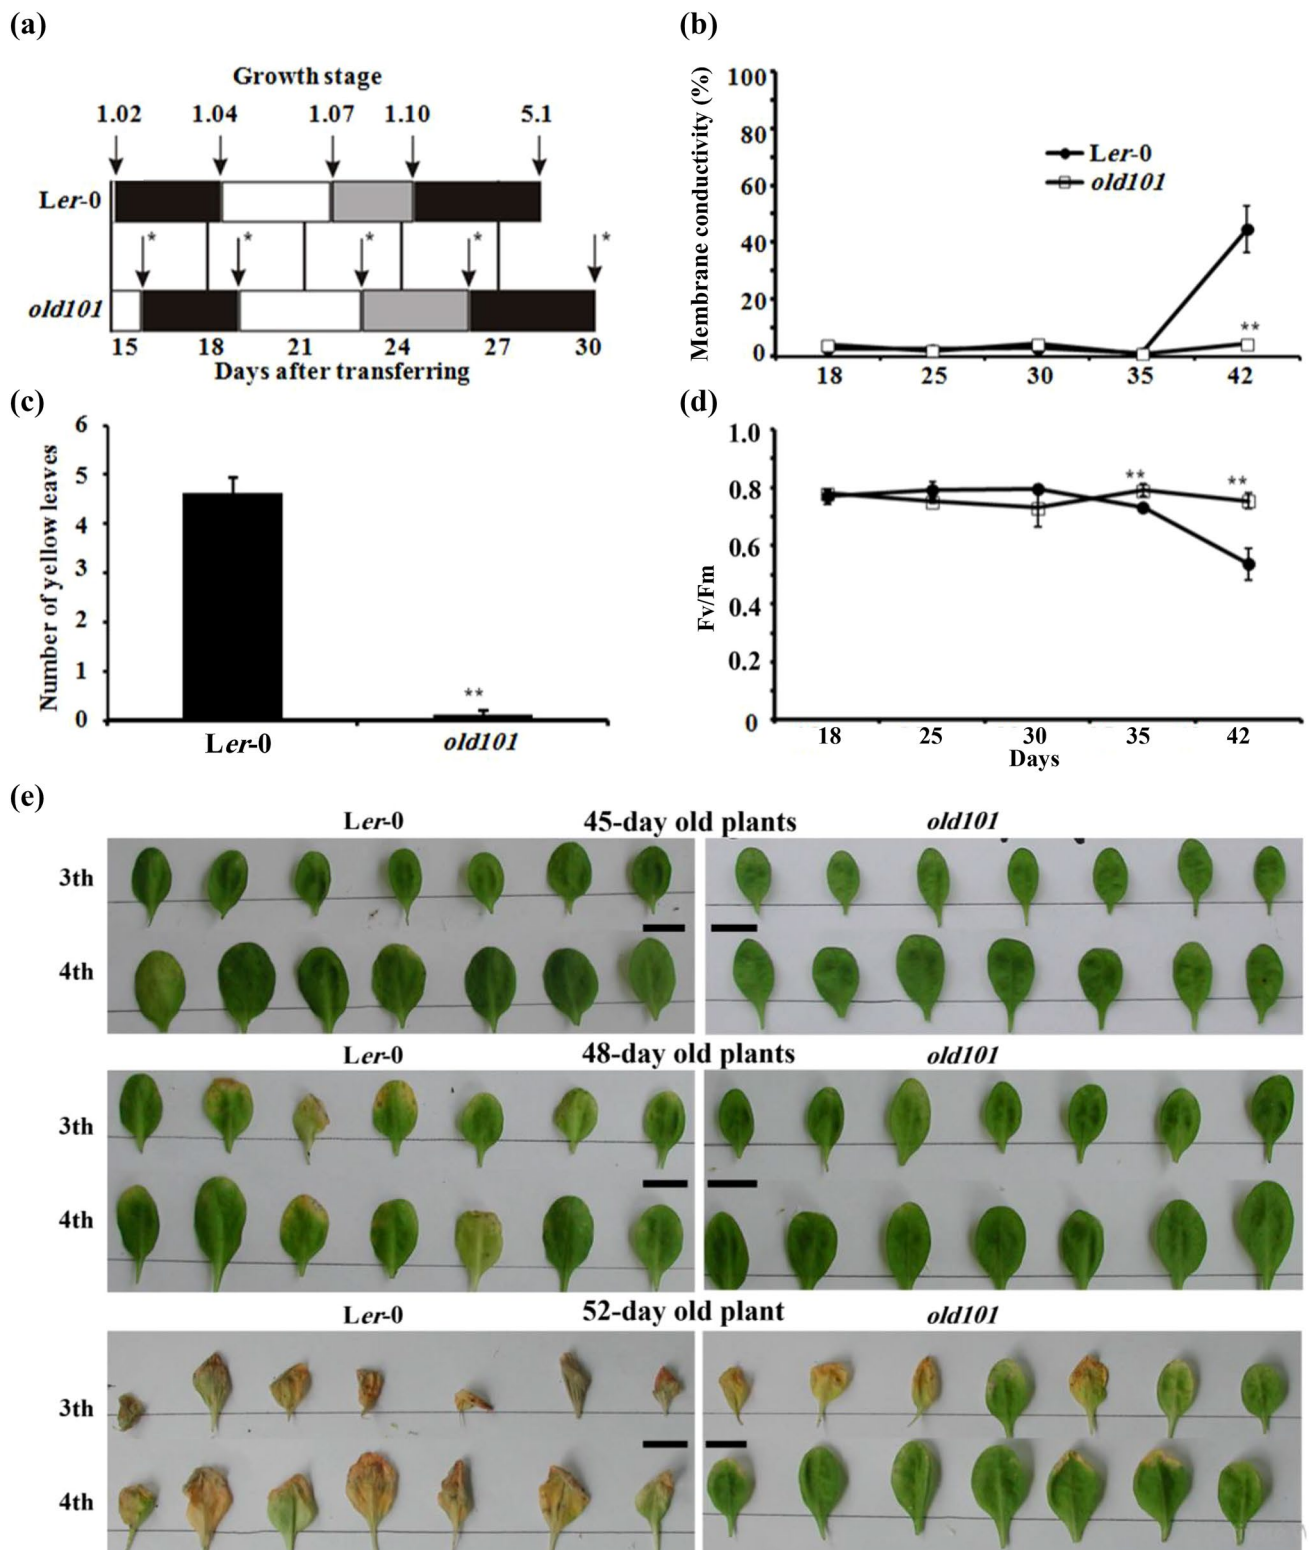 (a)
Growth stage
1.02 1.04 1.07 1.10 5.1
Ler-0
* * * * *
old101
15 18 21 24 27 30
Days after transferring
(b)
Membrane conductivity (%)
100
80
60
40
20
0
Ler-0
old101
**
18 25 30 35 42
(c)
Number of yellow leaves
6
5
4
3
2
1
0
**
Ler-0 old101
(d)
Fv/Fm
1.0
0.8
0.6
0.4
0.2
0
** **
18 25 30 35 42
Days
(e)
Ler-0 45-day old plants old101
3th
4th
Ler-0 48-day old plants old101
3th
4th
Ler-0 52-day old plant old101
3th
4th